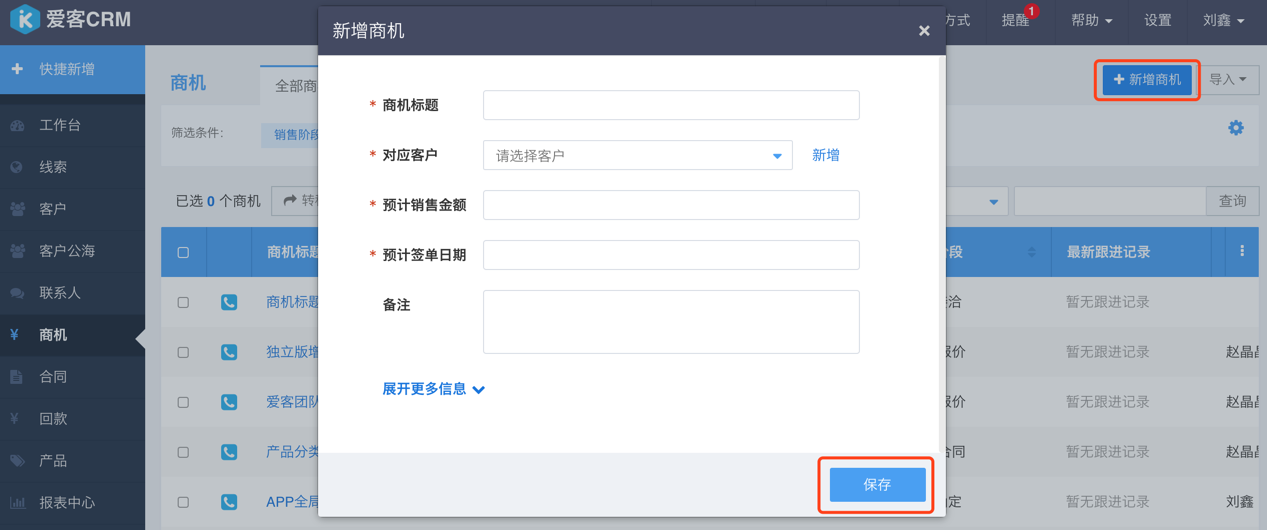 爱客CRM
方式
提醒
1
帮助
设置
刘鑫
新增商机
快捷新增
工作台
线索
客户
客户公海
联系人
商机
合同
回款
产品
报表中心
商机
全部商
新增商机
导入
筛选条件:
销售阶段
已选 0 个商机
转移
查询
商机标题
阶段
最新跟进记录
商机标题
洽
暂无跟进记录
独立版增
报价
暂无跟进记录
赵晶晶
爱客团队
报价
暂无跟进记录
赵晶晶
产品分类
合同
暂无跟进记录
赵晶晶
APP全局
定
暂无跟进记录
刘鑫
* 商机标题
* 对应客户
请选择客户
新增
* 预计销售金额
* 预计签单日期
备注
展开更多信息
保存